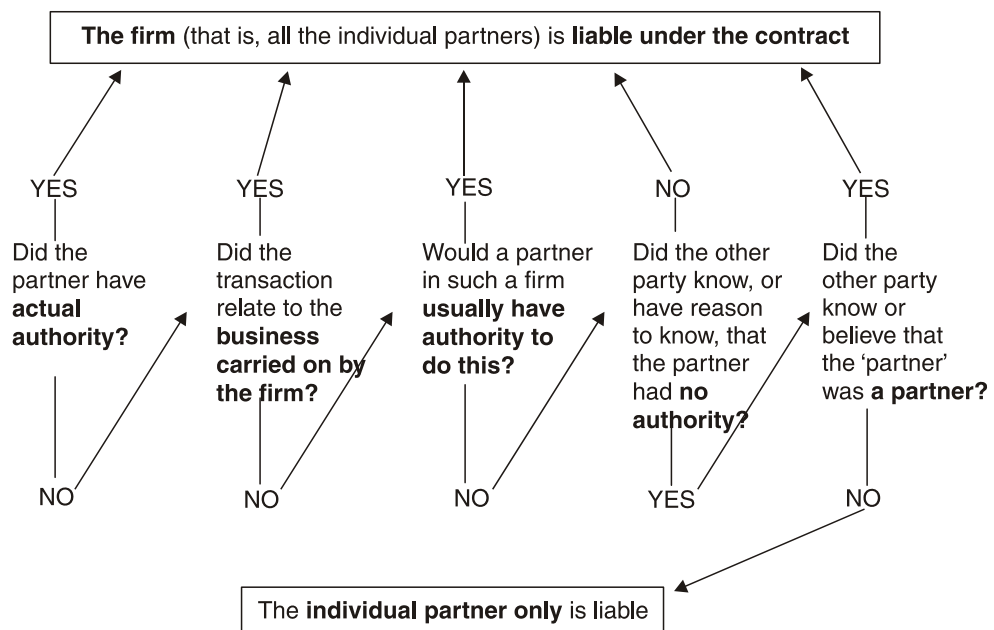 The firm (that is, all the individual partners) is liable under the contract
YES
YES
YES
NO
YES
Did the
partner have
actual
authority?
Did the
transaction
relate to the
business
carried on by
the firm?
Would a partner
in such a firm
usually have
authority to
do this?
Did the other
party know, or
have reason
to know, that
the partner
had no
authority?
Did the
other party
know or
believe that
the ‘partner’
was a partner?
NO
NO
NO
YES
NO
The individual partner only is liable